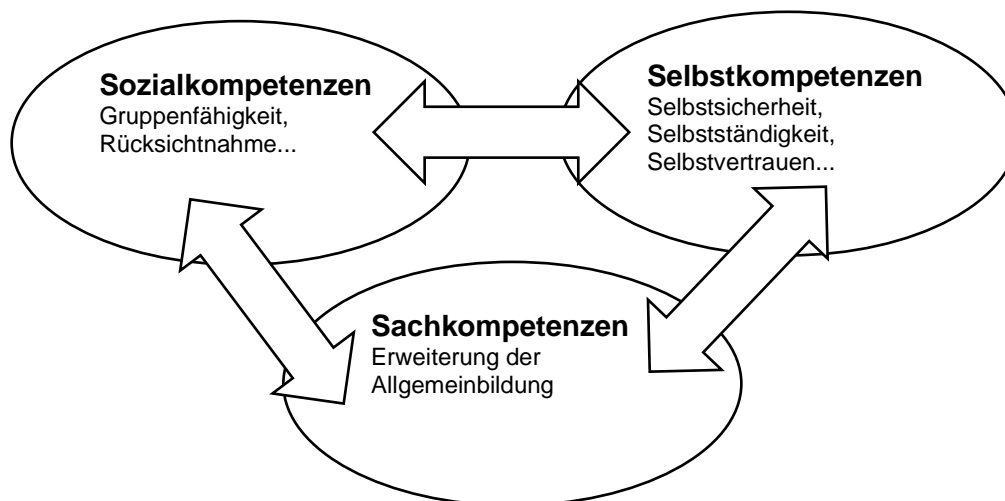 Sozialkompetenzen
Gruppenfähigkeit,
Rücksichtnahme...
Selbstkompetenzen
Selbstsicherheit,
Selbstständigkeit,
Selbstvertrauen...
Sachkompetenzen
Erweiterung der
Allgemeinbildung